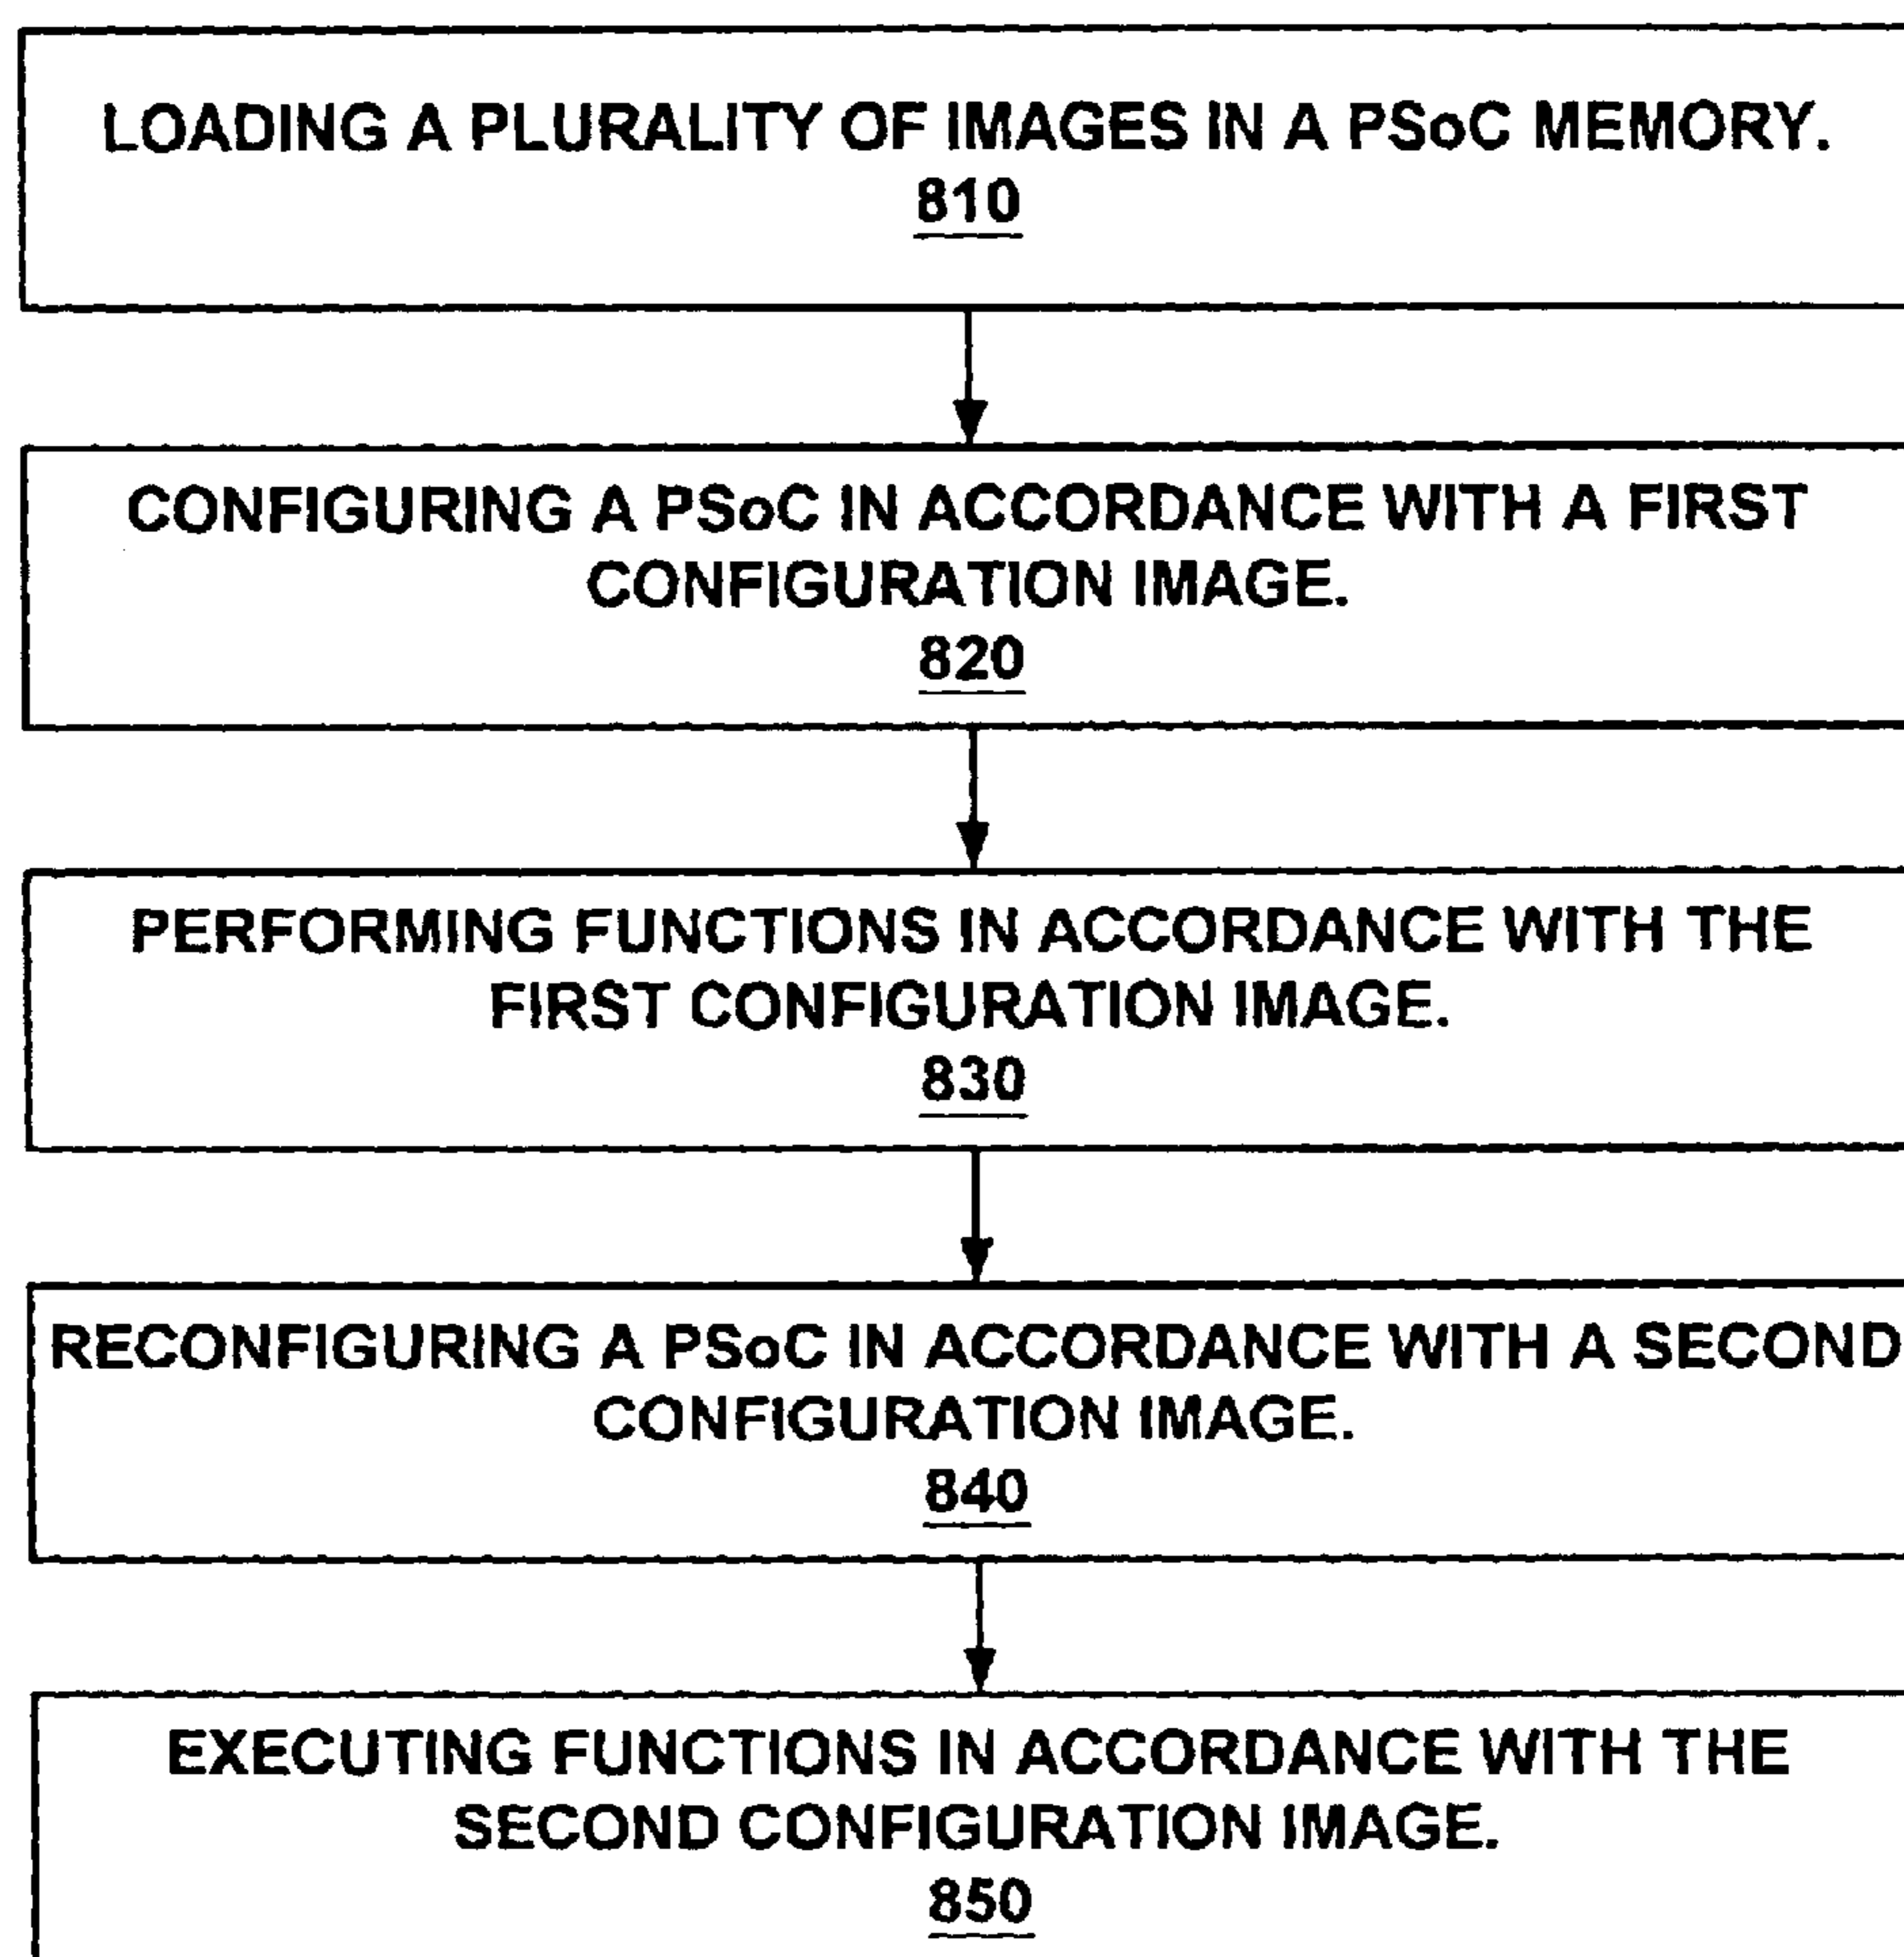 LOADING A PLURALITY OF IMAGES IN A PSoC MEMORY.
810
CONFIGURING A PSoC IN ACCORDANCE WITH A FIRST
CONFIGURATION IMAGE.
820
PERFORMING FUNCTIONS IN ACCORDANCE WITH THE
FIRST CONFIGURATION IMAGE.
830
RECONFIGURING A PSoC IN ACCORDANCE WITH A SECOND
CONFIGURATION IMAGE.
840
EXECUTING FUNCTIONS IN ACCORDANCE WITH THE
SECOND CONFIGURATION IMAGE.
850